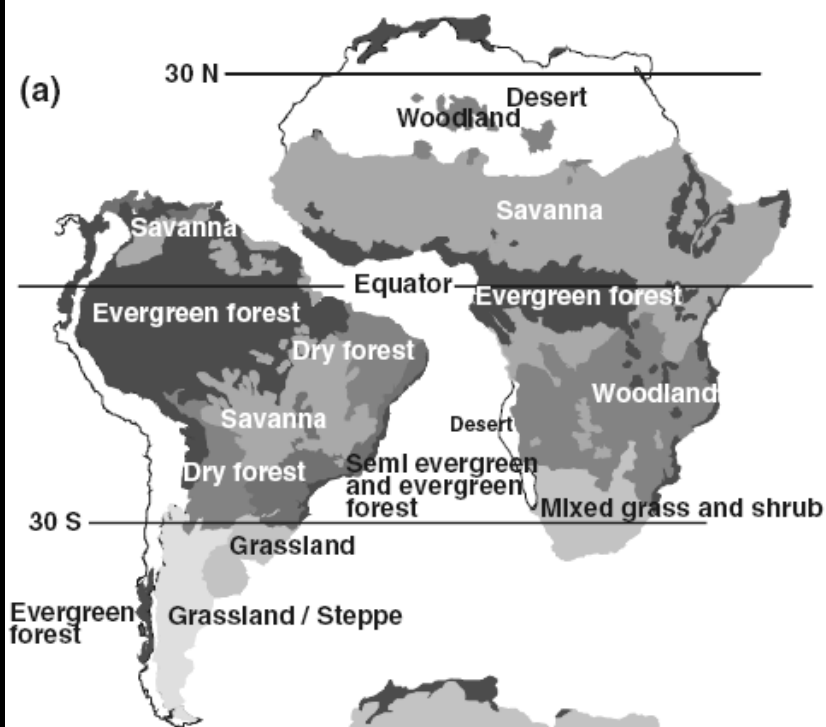 (a)
30 N
Desert
Woodland
Savanna
Savanna
Equator
Evergreen forest
Evergreen forest
Dry forest
Woodland
Savanna
Desert
Dry forest
SemI evergreen
and evergreen
forest
MIxed grass and shrub
30 S
Grassland
Evergreen
forest
Grassland / Steppe